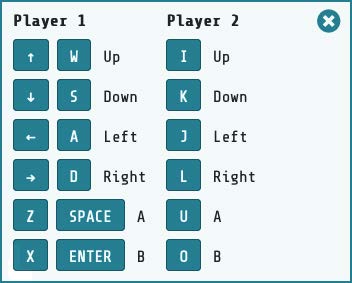 Player 1 Player 2
↑ W Up I Up
↓ S Down K Down
← A Left J Left
→ D Right L Right
Z SPACE A U A
X ENTER B O B